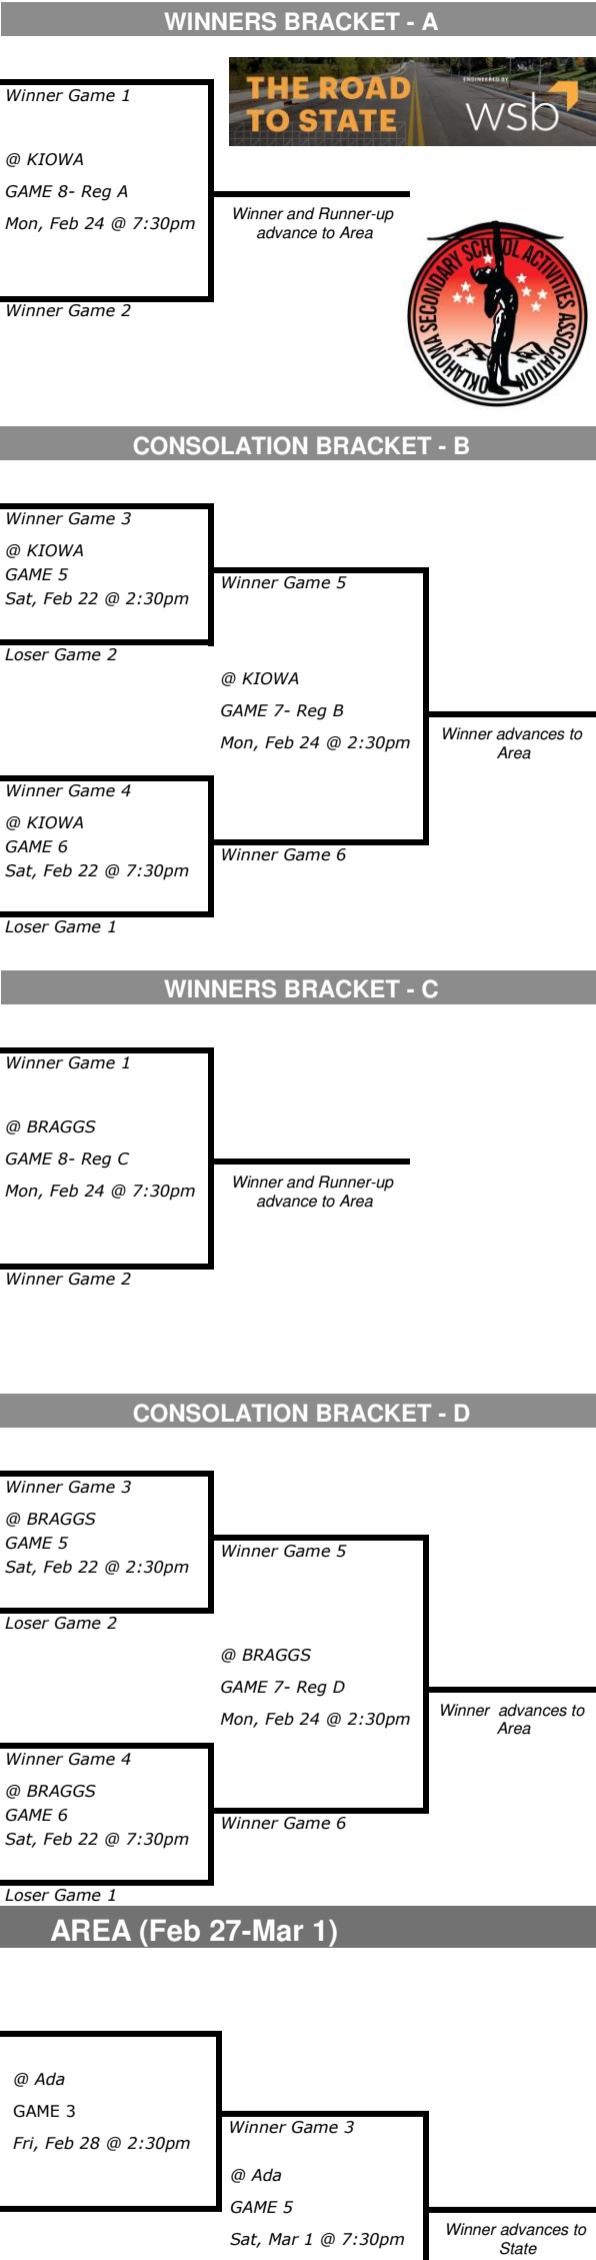 WINNERS BRACKET - A
Winner Game 1
THE ROAD
TO STATE
ENGINEERED BY
wsb
@ KIOWA
GAME 8- Reg A
Mon, Feb 24 @ 7:30pm
Winner and Runner-up
advance to Area
Winner Game 2
OKLAHOMA SECONDARY SCHOOL ACTIVITIES ASSOCIATION
CONSOLATION BRACKET - B
Winner Game 3
@ KIOWA
GAME 5
Sat, Feb 22 @ 2:30pm
Loser Game 2
Winner Game 5
@ KIOWA
GAME 7- Reg B
Mon, Feb 24 @ 2:30pm
Winner advances to
Area
Winner Game 4
@ KIOWA
GAME 6
Sat, Feb 22 @ 7:30pm
Winner Game 6
Loser Game 1
WINNERS BRACKET - C
Winner Game 1
@ BRAGGS
GAME 8- Reg C
Mon, Feb 24 @ 7:30pm
Winner and Runner-up
advance to Area
Winner Game 2
CONSOLATION BRACKET - D
Winner Game 3
@ BRAGGS
GAME 5
Sat, Feb 22 @ 2:30pm
Loser Game 2
Winner Game 5
@ BRAGGS
GAME 7- Reg D
Mon, Feb 24 @ 2:30pm
Winner advances to
Area
Winner Game 4
@ BRAGGS
GAME 6
Sat, Feb 22 @ 7:30pm
Winner Game 6
Loser Game 1
AREA (Feb 27-Mar 1)
@ Ada
GAME 3
Fri, Feb 28 @ 2:30pm
Winner Game 3
@ Ada
GAME 5
Sat, Mar 1 @ 7:30pm
Winner advances to
State